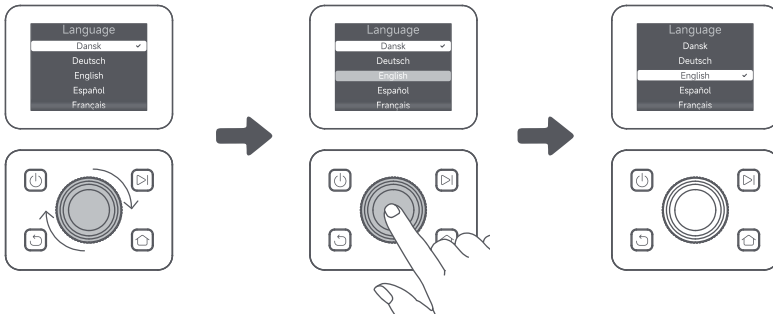 Language
Dansk
Deutsch
English
Español
Français
Language
Dansk
Deutsch
English
Español
Français
Language
Dansk
Deutsch
English
Español
Français